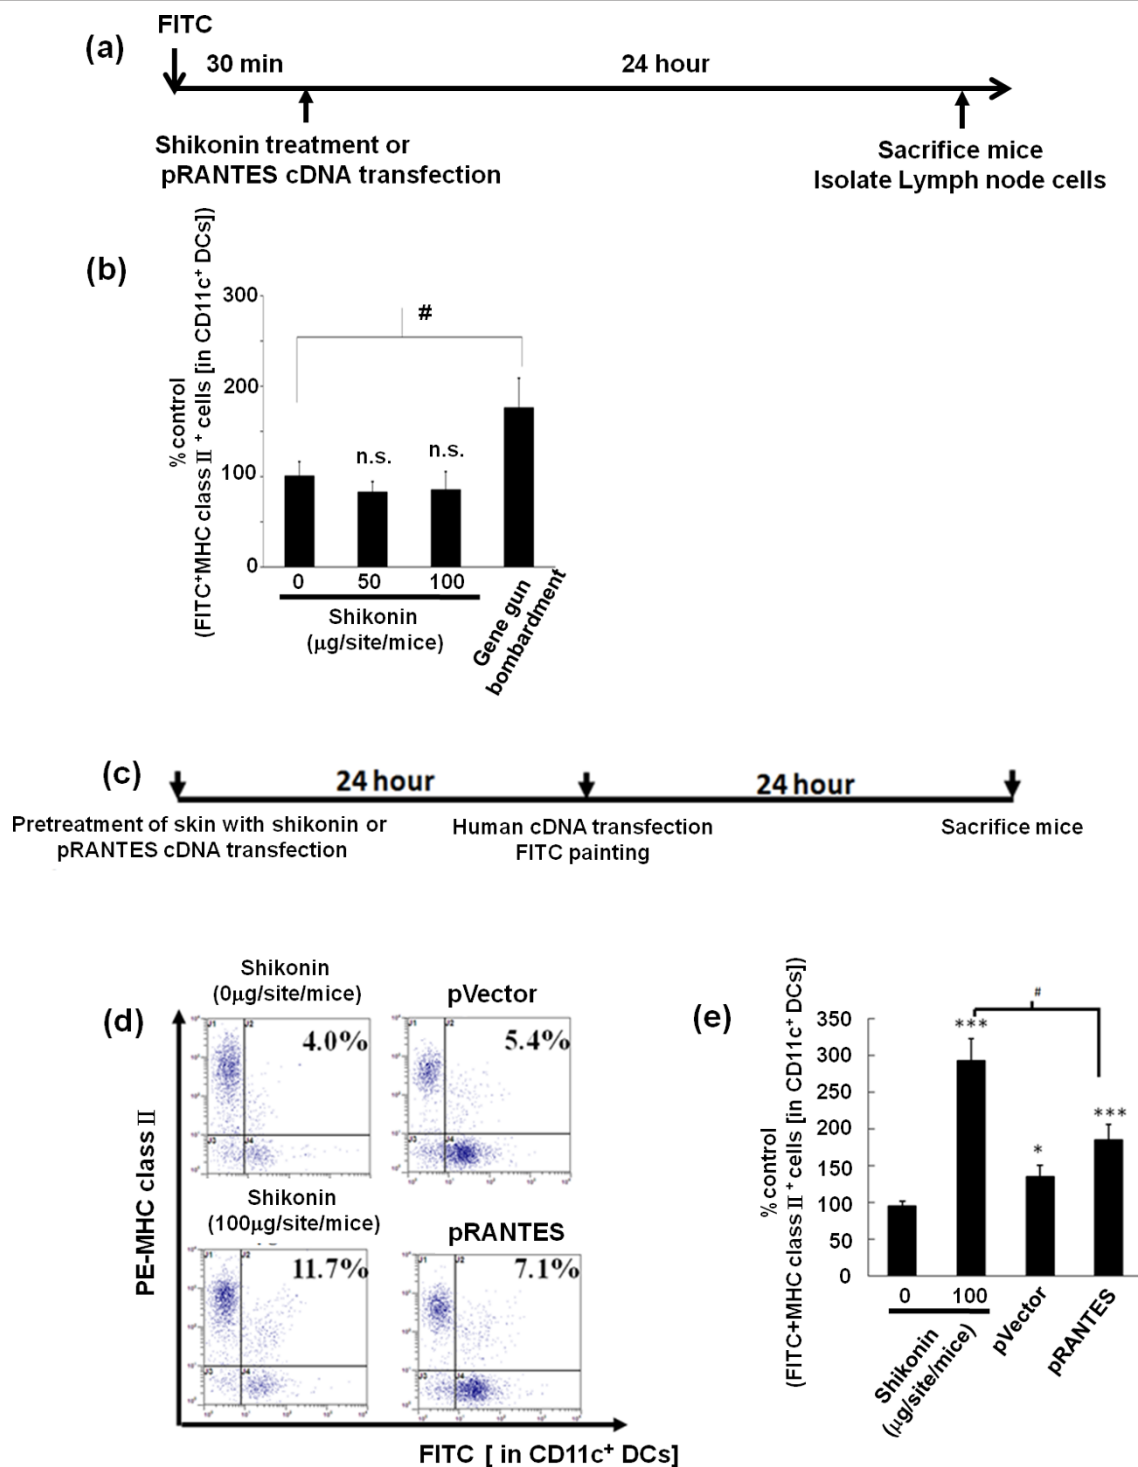 (a)
FITC
30 min
24 hour
Shikonin treatment or
pRANTES cDNA transfection
Sacrifice mice
Isolate Lymph node cells
(b)
% control
(FITC⁺MHC class II ⁺ cells [in CD11c⁺ DCs])
300
200
100
0
#
n.s.
n.s.
0
50
100
Shikonin
(μg/site/mice)
Gene gun
bombardment
(c)
24 hour
24 hour
Pretreatment of skin with shikonin or
pRANTES cDNA transfection
Human cDNA transfection
FITC painting
Sacrifice mice
(d)
PE-MHC class II
Shikonin
(0μg/site/mice)
4.0%
pVector
5.4%
Shikonin
(100μg/site/mice)
11.7%
pRANTES
7.1%
FITC [ in CD11c⁺ DCs]
(e)
% control
(FITC+MHC class II ⁺ cells [in CD11c⁺ DCs])
350
300
250
200
150
100
50
0
#
***
*
***
0
100
Shikonin
(μg/site/mice)
pVector
pRANTES